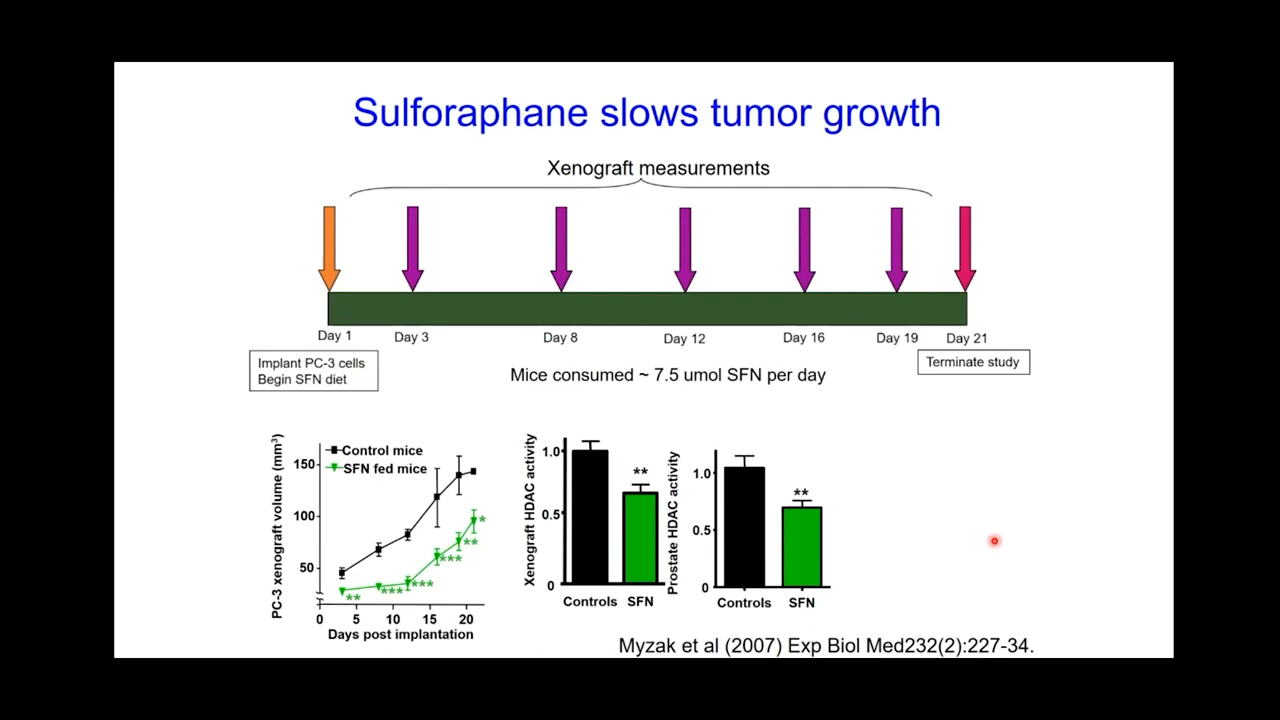 Sulforaphane slows tumor growth
Xenograft measurements
Day 1
Day 3
Day 8
Day 12
Day 16
Day 19
Day 21
Implant PC-3 cells
Begin SFN diet
Terminate study
Mice consumed ~ 7.5 umol SFN per day
PC-3 xenograft volume (mm³)
150
100
50
Control mice
SFN fed mice
**
***
***
***
**
*
0 5 10 15 20
Days post implantation
Xenograft HDAC activity
1.0
0.5
0
**
Controls SFN
Prostate HDAC activity
1.0
0.5
0
**
Controls SFN
Myzak et al (2007) Exp Biol Med232(2):227-34.